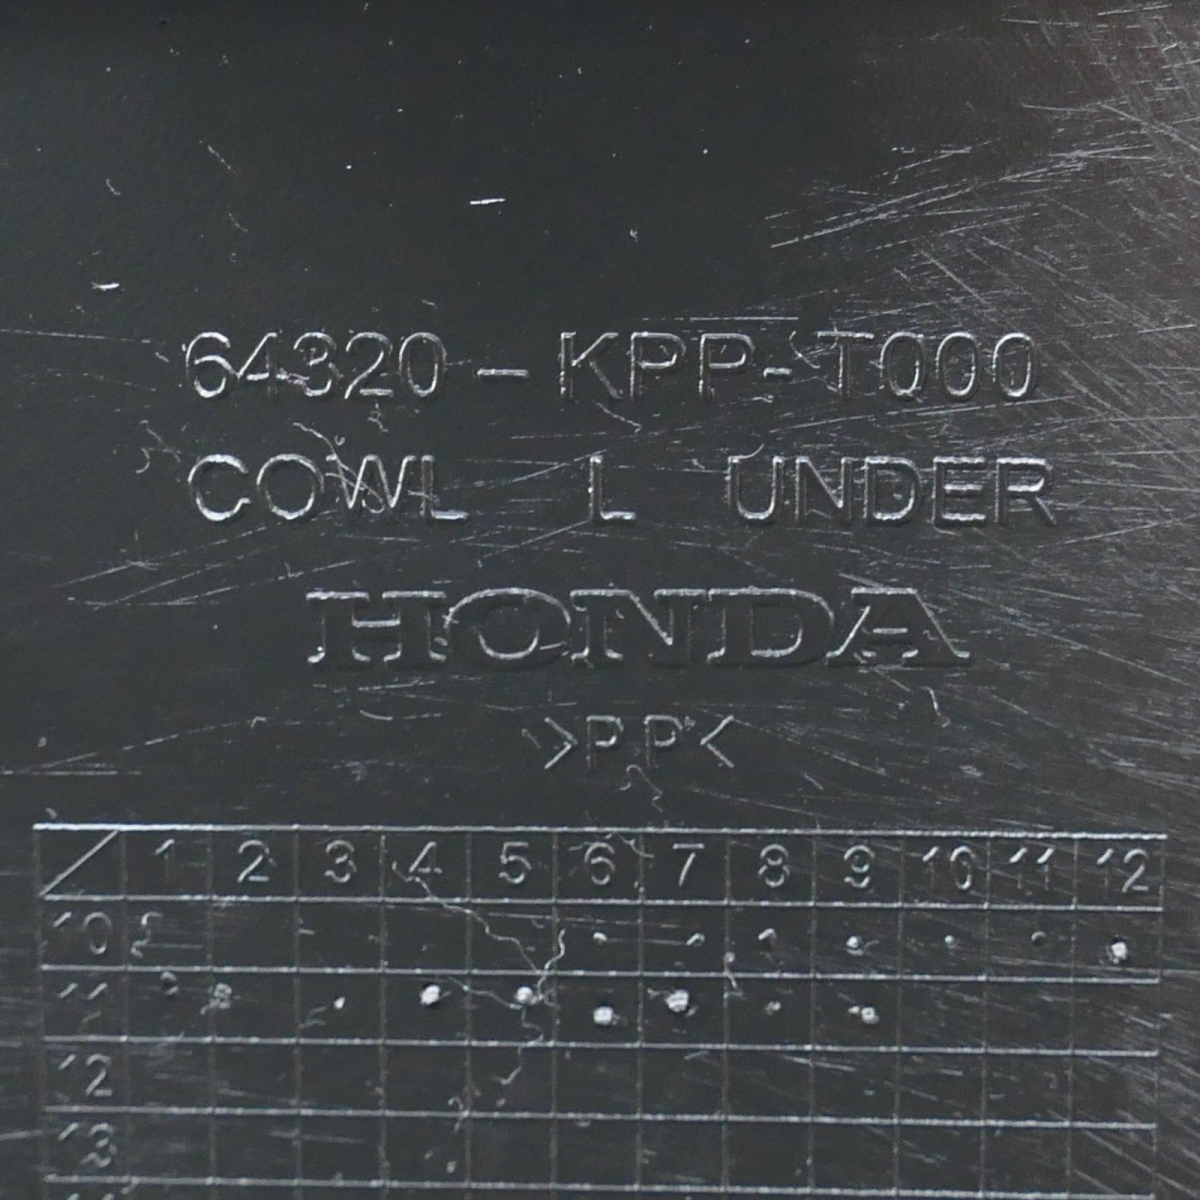 64320-KPP-T000
COWL L UNDER
HONDA
>PP<
1 2 3 4 5 6 7 8 9 10 11 12
10
11
12
13